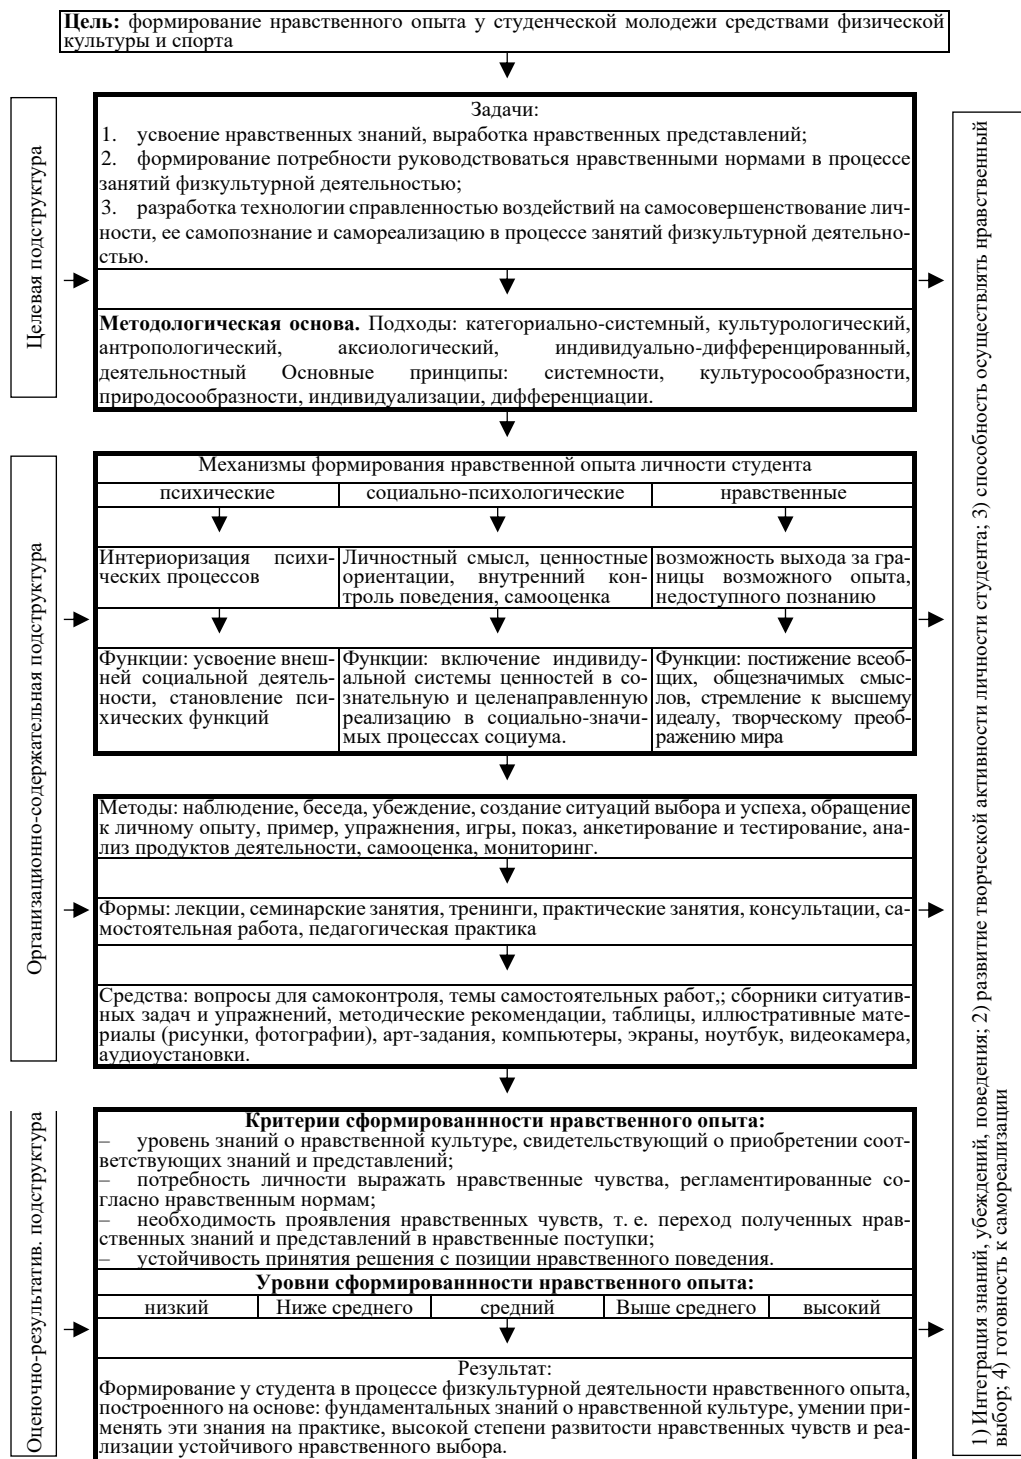 Цель: формирование нравственного опыта у студенческой молодежи средствами физической
культуры и спорта
Целевая подструктура
Задачи:
1. усвоение нравственных знаний, выработка нравственных представлений;
2. формирование потребности руководствоваться нравственными нормами в процессе
занятий физкультурной деятельностью;
3. разработка технологии справленностью воздействий на самосовершенствование лич-
ности, ее самопознание и самореализацию в процессе занятий физкультурной деятельно-
стью.
Методологическая основа. Подходы: категориально-системный, культурологический,
антропологический, аксиологический, индивидуально-дифференцированный,
деятельностный Основные принципы: системности, культуросообразности,
природосообразности, индивидуализации, дифференциации.
Организационно-содержательная подструктура
Механизмы формирования нравственной опыта личности студента
психические
социально-психологические
нравственные
Интериоризация психи-
ческих процессов
Личностный смысл, ценностные
ориентации, внутренний кон-
троль поведения, самооценка
возможность выхода за гра-
ницы возможного опыта,
недоступного познанию
Функции: усвоение внеш-
ней социальной деятель-
ности, становление пси-
хических функций
Функции: включение индивиду-
альной системы ценностей в со-
знательную и целенаправленную
реализацию в социально-значи-
мых процессах социума.
Функции: постижение всеоб-
щих, общезначимых смыс-
лов, стремление к высшему
идеалу, творческому преоб-
ражению мира
Методы: наблюдение, беседа, убеждение, создание ситуаций выбора и успеха, обращение
к личному опыту, пример, упражнения, игры, показ, анкетирование и тестирование, ана-
лиз продуктов деятельности, самооценка, мониторинг.
Формы: лекции, семинарские занятия, тренинги, практические занятия, консультации, са-
мостоятельная работа, педагогическая практика
Средства: вопросы для самоконтроля, темы самостоятельных работ,; сборники ситуатив-
ных задач и упражнений, методические рекомендации, таблицы, иллюстративные мате-
риалы (рисунки, фотографии), арт-задания, компьютеры, экраны, ноутбук, видеокамера,
аудиоустановки.
Оценочно-результатив. подструктура
Критерии сформированнности нравственного опыта:
– уровень знаний о нравственной культуре, свидетельствующий о приобретении соот-
ветствующих знаний и представлений;
– потребность личности выражать нравственные чувства, регламентированные со-
гласно нравственным нормам;
– необходимость проявления нравственных чувств, т. е. переход полученных нрав-
ственных знаний и представлений в нравственные поступки;
– устойчивость принятия решения с позиции нравственного поведения.
Уровни сформированнности нравственного опыта:
низкий
Ниже среднего
средний
Выше среднего
высокий
Результат:
Формирование у студента в процессе физкультурной деятельности нравственного опыта,
построенного на основе: фундаментальных знаний о нравственной культуре, умении при-
менять эти знания на практике, высокой степени развитости нравственных чувств и реа-
лизации устойчивого нравственного выбора.
1) Интеграция знаний, убеждений, поведения; 2) развитие творческой активности личности студента; 3) способность осуществлять нравственный
выбор; 4) готовность к самореализации